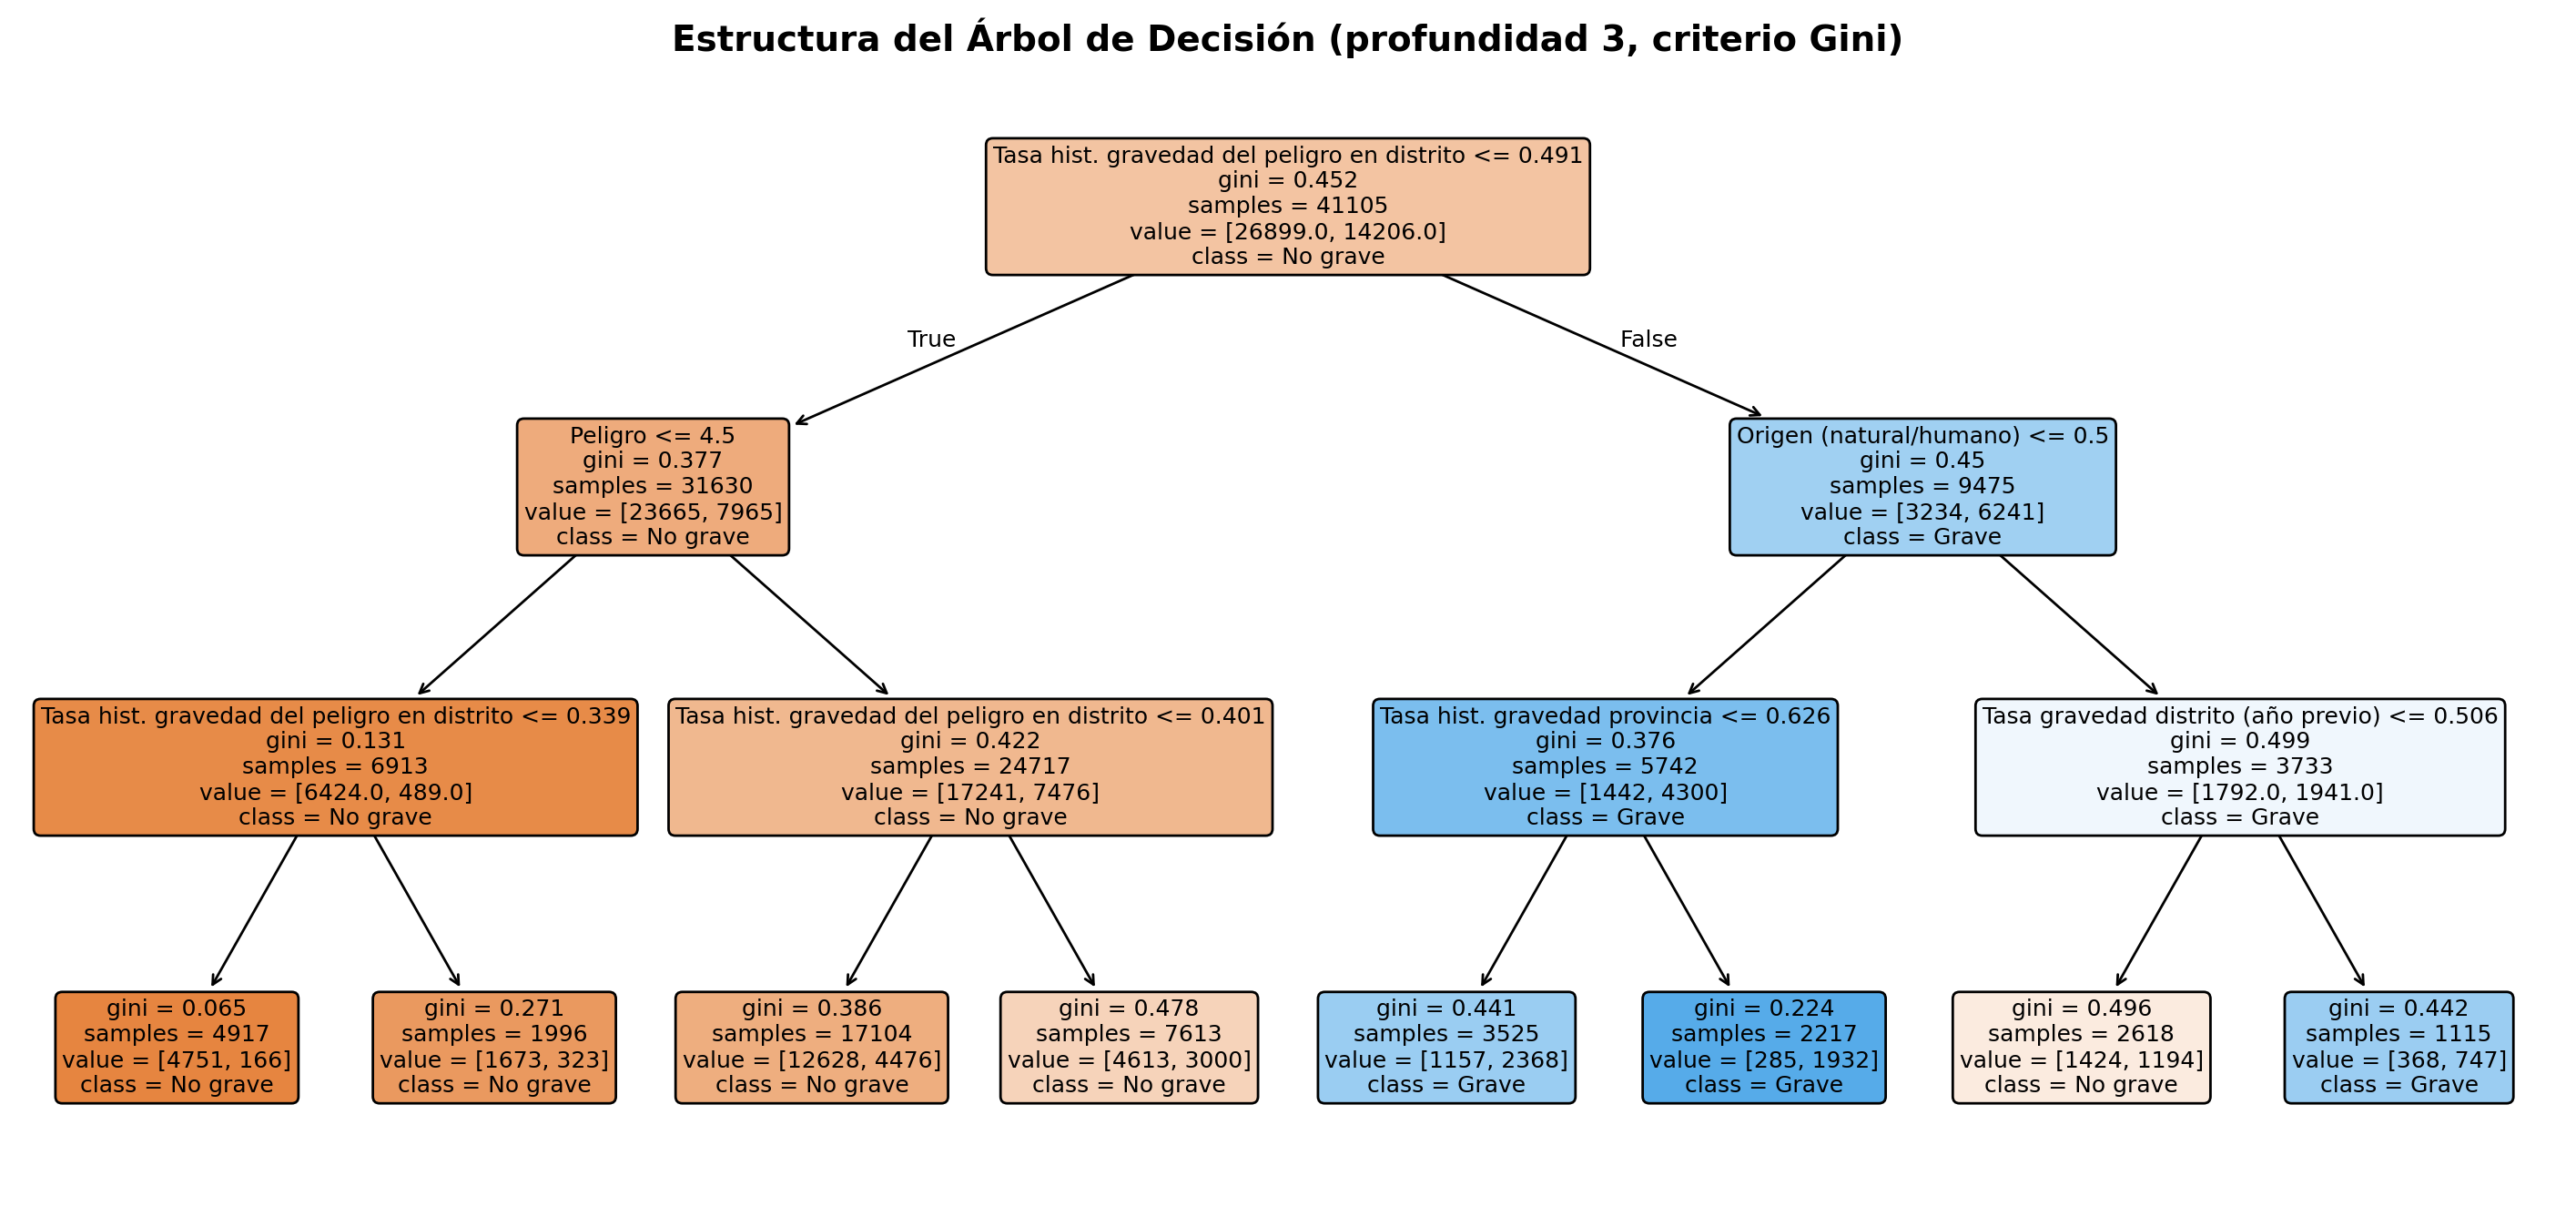 Estructura del Árbol de Decisión (profundidad 3, criterio Gini)
Tasa hist. gravedad del peligro en distrito <= 0.491
gini = 0.452
samples = 41105
value = [26899.0, 14206.0]
class = No grave
True
False
Peligro <= 4.5
gini = 0.377
samples = 31630
value = [23665, 7965]
class = No grave
Origen (natural/humano) <= 0.5
gini = 0.45
samples = 9475
value = [3234, 6241]
class = Grave
Tasa hist. gravedad del peligro en distrito <= 0.339
gini = 0.131
samples = 6913
value = [6424.0, 489.0]
class = No grave
Tasa hist. gravedad del peligro en distrito <= 0.401
gini = 0.422
samples = 24717
value = [17241, 7476]
class = No grave
Tasa hist. gravedad provincia <= 0.626
gini = 0.376
samples = 5742
value = [1442, 4300]
class = Grave
Tasa gravedad distrito (año previo) <= 0.506
gini = 0.499
samples = 3733
value = [1792.0, 1941.0]
class = Grave
gini = 0.065
samples = 4917
value = [4751, 166]
class = No grave
gini = 0.271
samples = 1996
value = [1673, 323]
class = No grave
gini = 0.386
samples = 17104
value = [12628, 4476]
class = No grave
gini = 0.478
samples = 7613
value = [4613, 3000]
class = No grave
gini = 0.441
samples = 3525
value = [1157, 2368]
class = Grave
gini = 0.224
samples = 2217
value = [285, 1932]
class = Grave
gini = 0.496
samples = 2618
value = [1424, 1194]
class = No grave
gini = 0.442
samples = 1115
value = [368, 747]
class = Grave